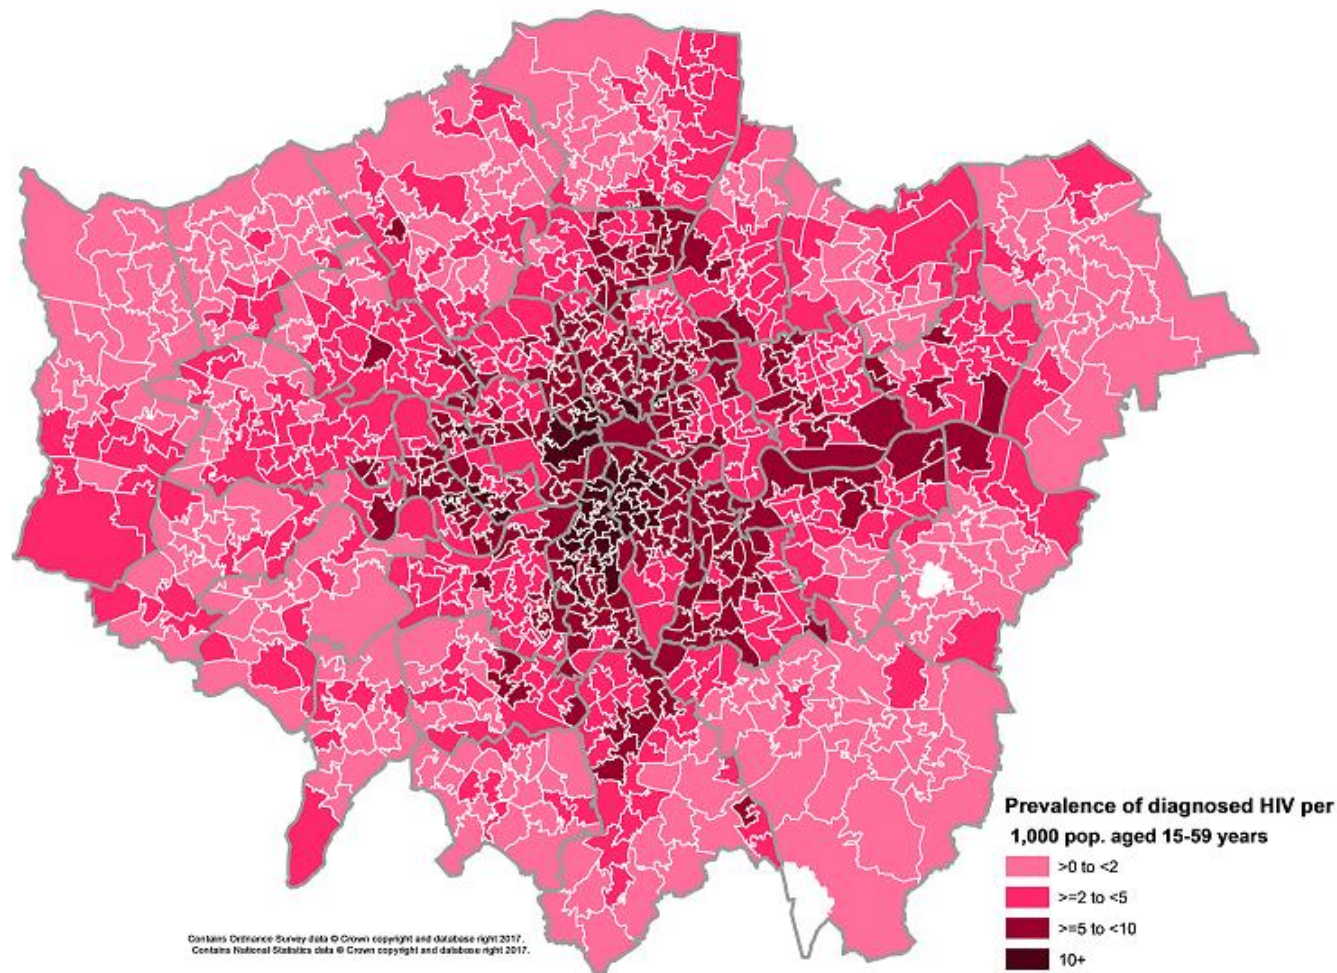 Prevalence of diagnosed HIV per
1,000 pop. aged 15-59 years
>0 to <2
>=2 to <5
>=5 to <10
10+
Contains Ordnance Survey data © Crown copyright and database right 2017.
Contains National Statistics data © Crown copyright and database right 2017.